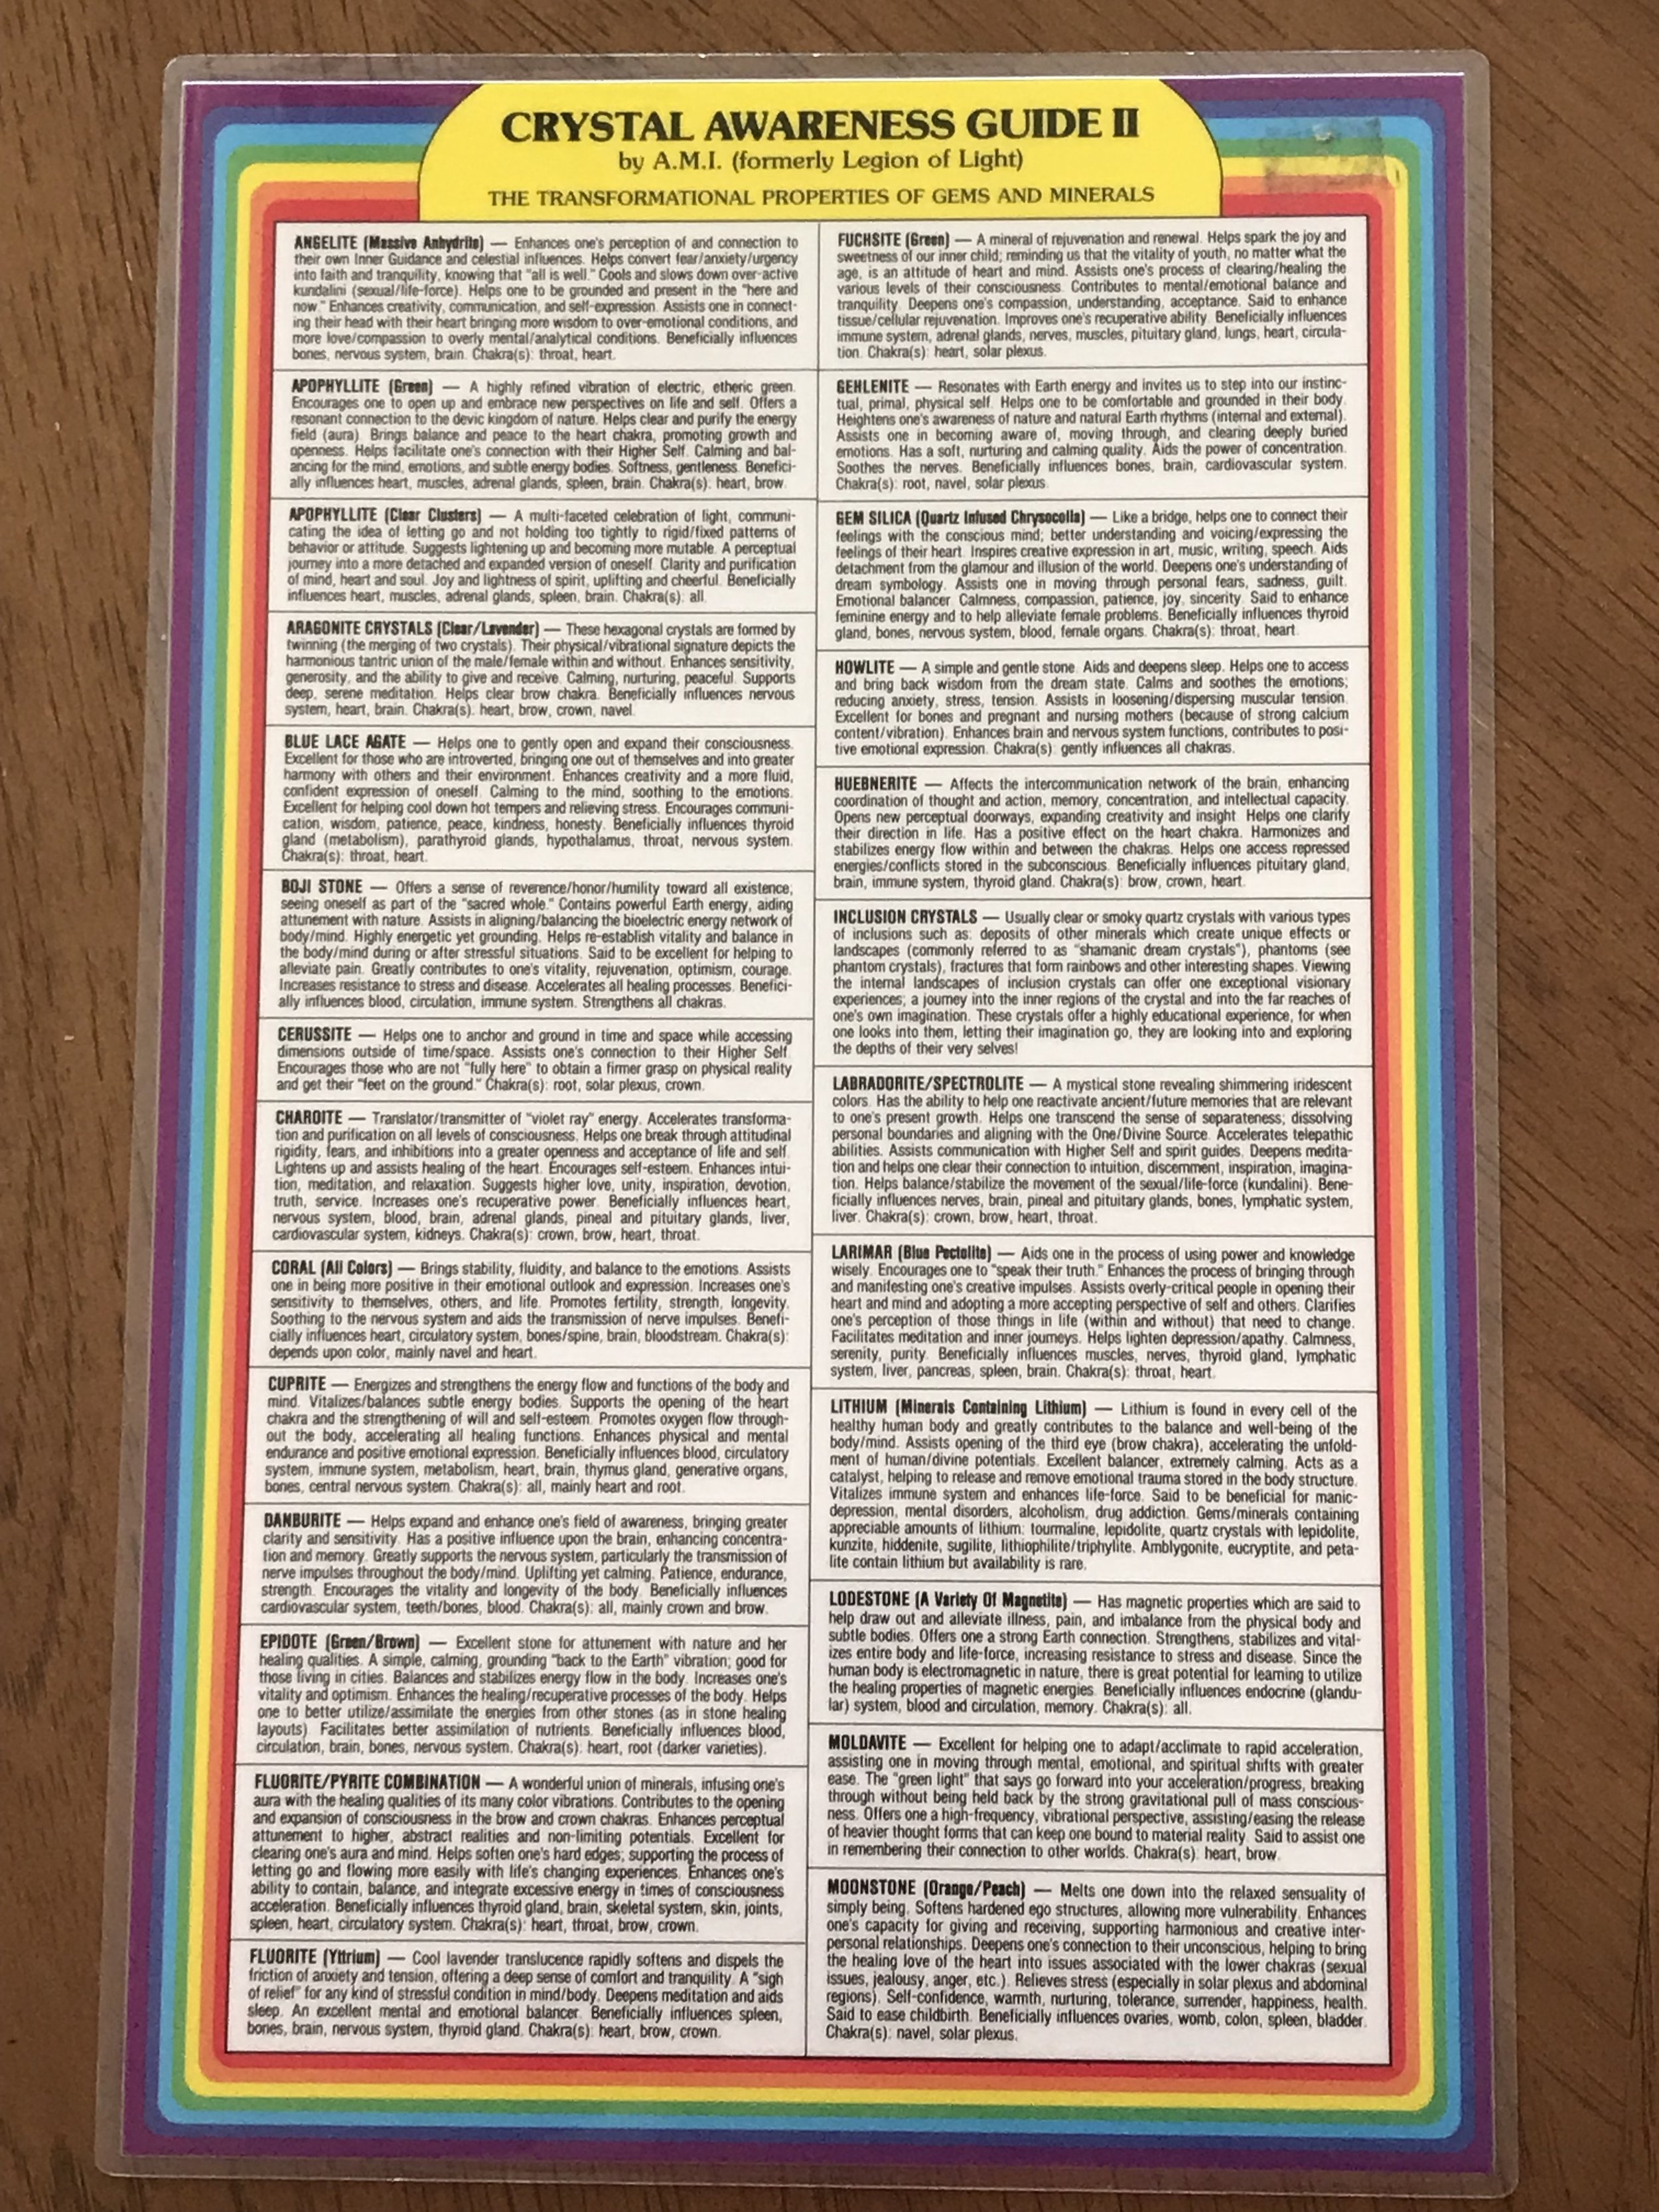 CRYSTAL AWARENESS GUIDE II
by A.M.I. (formerly Legion of Light)
THE TRANSFORMATIONAL PROPERTIES OF GEMS AND MINERALS
ANGELITE (Massive Anhydrite) — Enhances one's perception of and connection to
their own Inner Guidance and celestial influences. Helps convert fear/anxiety/urgency
into faith and tranquility, knowing that "all is well." Cools and slows down over-active
kundalini (sexual/life-force). Helps one to be grounded and present in the "here and
now." Enhances creativity, communication, and self-expression. Assists one in connect-
ing their head with their heart bringing more wisdom to over-emotional conditions, and
more love/compassion to overly mental/analytical conditions. Beneficially influences
bones, nervous system, brain. Chakra(s): throat, heart.
APOPHYLLITE (Green) — A highly refined vibration of electric, etheric green.
Encourages one to open up and embrace new perspectives on life and self. Offers a
resonant connection to the devic kingdom of nature. Helps clear and purify the energy
field (aura). Brings balance and peace to the heart chakra, promoting growth and
openness. Helps facilitate one's connection with their Higher Self. Calming and bal-
ancing for the mind, emotions, and subtle energy bodies. Softness, gentleness. Benefici-
ally influences heart, muscles, adrenal glands, spleen, brain. Chakra(s): heart, brow.
APOPHYLLITE (Clear Clusters) — A multi-faceted celebration of light, communi-
cating the idea of letting go and not holding too tightly to rigid/fixed patterns of
behavior or attitude. Suggests lightening up and becoming more mutable. A perceptual
journey into a more detached and expanded version of oneself. Clarity and purification
of mind, heart and soul. Joy and lightness of spirit, uplifting and cheerful. Beneficially
influences heart, muscles, adrenal glands, spleen, brain. Chakra(s): all.
ARAGONITE CRYSTALS (Clear/Lavender) — These hexagonal crystals are formed by
twinning (the merging of two crystals). Their physical/vibrational signature depicts the
harmonious tantric union of the male/female within and without. Enhances sensitivity,
generosity, and the ability to give and receive. Calming, nurturing, peaceful. Supports
deep, serene meditation. Helps clear brow chakra. Beneficially influences nervous
system, heart, brain. Chakra(s): heart, brow, crown, navel.
BLUE LACE AGATE — Helps one to gently open and expand their consciousness.
Excellent for those who are introverted, bringing one out of themselves and into greater
harmony with others and their environment. Enhances creativity and a more fluid,
confident expression of oneself. Calming to the mind, soothing to the emotions.
Excellent for helping cool down hot tempers and relieving stress. Encourages communi-
cation, wisdom, patience, peace, kindness, honesty. Beneficially influences thyroid
gland (metabolism), parathyroid glands, hypothalamus, throat, nervous system.
Chakra(s): throat, heart.
BOJI STONE — Offers a sense of reverence/honor/humility toward all existence;
seeing oneself as part of the "sacred whole." Contains powerful Earth energy, aiding
attunement with nature. Assists in aligning/balancing the bioelectric energy network of
body/mind. Highly energetic yet grounding. Helps re-establish vitality and balance in
the body/mind during or after stressful situations. Said to be excellent for helping to
alleviate pain. Greatly contributes to one's vitality, rejuvenation, optimism, courage.
Increases resistance to stress and disease. Accelerates all healing processes. Benefici-
ally influences blood, circulation, immune system. Strengthens all chakras.
CERUSSITE — Helps one to anchor and ground in time and space while accessing
dimensions outside of time/space. Assists one's connection to their Higher Self.
Encourages those who are not "fully here" to obtain a firmer grasp on physical reality
and get their "feet on the ground." Chakra(s): root, solar plexus, crown.
CHAROITE — Translator/transmitter of "violet ray" energy. Accelerates transforma-
tion and purification on all levels of consciousness. Helps one break through attitudinal
rigidity, fears, and inhibitions into a greater openness and acceptance of life and self.
Lightens up and assists healing of the heart. Encourages self-esteem. Enhances intui-
tion, meditation, and relaxation. Suggests higher love, unity, inspiration, devotion,
truth, service. Increases one's recuperative power. Beneficially influences heart,
nervous system, blood, brain, adrenal glands, pineal and pituitary glands, liver,
cardiovascular system, kidneys. Chakra(s): crown, brow, heart, throat.
CORAL (All Colors) — Brings stability, fluidity, and balance to the emotions. Assists
one in being more positive in their emotional outlook and expression. Increases one's
sensitivity to themselves, others, and life. Promotes fertility, strength, longevity.
Soothing to the nervous system and aids the transmission of nerve impulses. Benefi-
cially influences heart, circulatory system, bones/spine, brain, bloodstream. Chakra(s):
depends upon color, mainly navel and heart.
CUPRITE — Energizes and strengthens the energy flow and functions of the body and
mind. Vitalizes/balances subtle energy bodies. Supports the opening of the heart
chakra and the strengthening of will and self-esteem. Promotes oxygen flow through-
out the body, accelerating all healing functions. Enhances physical and mental
endurance and positive emotional expression. Beneficially influences blood, circulatory
system, immune system, metabolism, heart, brain, thymus gland, generative organs,
bones, central nervous system. Chakra(s): all, mainly heart and root.
DANBURITE — Helps expand and enhance one's field of awareness, bringing greater
clarity and sensitivity. Has a positive influence upon the brain, enhancing concentra-
tion and memory. Greatly supports the nervous system, particularly the transmission of
nerve impulses throughout the body/mind. Uplifting yet calming. Patience, endurance,
strength. Encourages the vitality and longevity of the body. Beneficially influences
cardiovascular system, teeth/bones, blood. Chakra(s): all, mainly crown and brow.
EPIDOTE (Green/Brown) — Excellent stone for attunement with nature and her
healing qualities. A simple, calming, grounding "back to the Earth" vibration; good for
those living in cities. Balances and stabilizes energy flow in the body. Increases one's
vitality and optimism. Enhances the healing/recuperative processes of the body. Helps
one to better utilize/assimilate the energies from other stones (as in stone healing
layouts). Facilitates better assimilation of nutrients. Beneficially influences blood,
circulation, brain, bones, nervous system. Chakra(s): heart, root (darker varieties).
FLUORITE/PYRITE COMBINATION — A wonderful union of minerals, infusing one's
aura with the healing qualities of its many color vibrations. Contributes to the opening
and expansion of consciousness in the brow and crown chakras. Enhances perceptual
attunement to higher, abstract realities and non-limiting potentials. Excellent for
clearing one's aura and mind. Helps soften one's hard edges; supporting the process of
letting go and flowing more easily with life's changing experiences. Enhances one's
ability to contain, balance, and integrate excessive energy in times of consciousness
acceleration. Beneficially influences thyroid gland, brain, skeletal system, skin, joints,
spleen, heart, circulatory system. Chakra(s): heart, throat, brow, crown.
FLUORITE (Yttrium) — Cool lavender translucence rapidly softens and dispels the
friction of anxiety and tension, offering a deep sense of comfort and tranquility. A "sigh
of relief" for any kind of stressful condition in mind/body. Deepens meditation and aids
sleep. An excellent mental and emotional balancer. Beneficially influences spleen,
bones, brain, nervous system, thyroid gland. Chakra(s): heart, brow, crown.
FUCHSITE (Green) — A mineral of rejuvenation and renewal. Helps spark the joy and
sweetness of our inner child; reminding us that the vitality of youth, no matter what the
age, is an attitude of heart and mind. Assists one's process of clearing/healing the
various levels of their consciousness. Contributes to mental/emotional balance and
tranquility. Deepens one's compassion, understanding, acceptance. Said to enhance
tissue/cellular rejuvenation. Improves one's recuperative ability. Beneficially influences
immune system, adrenal glands, nerves, muscles, pituitary gland, lungs, heart, circula-
tion. Chakra(s): heart, solar plexus.
GEHLENITE — Resonates with Earth energy and invites us to step into our instinc-
tual, primal, physical self. Helps one to be comfortable and grounded in their body.
Heightens one's awareness of nature and natural Earth rhythms (internal and external).
Assists one in becoming aware of, moving through, and clearing deeply buried
emotions. Has a soft, nurturing and calming quality. Aids the power of concentration.
Soothes the nerves. Beneficially influences bones, brain, cardiovascular system.
Chakra(s): root, navel, solar plexus.
GEM SILICA (Quartz Infused Chrysocolla) — Like a bridge, helps one to connect their
feelings with the conscious mind; better understanding and voicing/expressing the
feelings of their heart. Inspires creative expression in art, music, writing, speech. Aids
detachment from the glamour and illusion of the world. Deepens one's understanding of
dream symbology. Assists one in moving through personal fears, sadness, guilt.
Emotional balancer. Calmness, compassion, patience, joy, sincerity. Said to enhance
feminine energy and to help alleviate female problems. Beneficially influences thyroid
gland, bones, nervous system, blood, female organs. Chakra(s): throat, heart.
HOWLITE — A simple and gentle stone. Aids and deepens sleep. Helps one to access
and bring back wisdom from the dream state. Calms and soothes the emotions;
reducing anxiety, stress, tension. Assists in loosening/dispersing muscular tension.
Excellent for bones and pregnant and nursing mothers (because of strong calcium
content/vibration). Enhances brain and nervous system functions, contributes to posi-
tive emotional expression. Chakra(s): gently influences all chakras.
HUEBNERITE — Affects the intercommunication network of the brain, enhancing
coordination of thought and action, memory, concentration, and intellectual capacity.
Opens new perceptual doorways, expanding creativity and insight. Helps one clarify
their direction in life. Has a positive effect on the heart chakra. Harmonizes and
stabilizes energy flow within and between the chakras. Helps one access repressed
energies/conflicts stored in the subconscious. Beneficially influences pituitary gland,
brain, immune system, thyroid gland. Chakra(s): brow, crown, heart.
INCLUSION CRYSTALS — Usually clear or smoky quartz crystals with various types
of inclusions such as: deposits of other minerals which create unique effects or
landscapes (commonly referred to as "shamanic dream crystals"), phantoms (see
phantom crystals), fractures that form rainbows and other interesting shapes. Viewing
the internal landscapes of inclusion crystals can offer one exceptional visionary
experiences; a journey into the inner regions of the crystal and into the far reaches of
one's own imagination. These crystals offer a highly educational experience, for when
one looks into them, letting their imagination go, they are looking into and exploring
the depths of their very selves!
LABRADORITE/SPECTROLITE — A mystical stone revealing shimmering iridescent
colors. Has the ability to help one reactivate ancient/future memories that are relevant
to one's present growth. Helps one transcend the sense of separateness; dissolving
personal boundaries and aligning with the One/Divine Source. Accelerates telepathic
abilities. Assists communication with Higher Self and spirit guides. Deepens medita-
tion and helps one clear their connection to intuition, discernment, inspiration, imagina-
tion. Helps balance/stabilize the movement of the sexual/life-force (kundalini). Bene-
ficially influences nerves, brain, pineal and pituitary glands, bones, lymphatic system,
liver. Chakra(s): crown, brow, heart, throat.
LARIMAR (Blue Pectolite) — Aids one in the process of using power and knowledge
wisely. Encourages one to "speak their truth." Enhances the process of bringing through
and manifesting one's creative impulses. Assists overly-critical people in opening their
heart and mind and adopting a more accepting perspective of self and others. Clarifies
one's perception of those things in life (within and without) that need to change.
Facilitates meditation and inner journeys. Helps lighten depression/apathy. Calmness,
serenity, purity. Beneficially influences muscles, nerves, thyroid gland, lymphatic
system, liver, pancreas, spleen, brain. Chakra(s): throat, heart.
LITHIUM (Minerals Containing Lithium) — Lithium is found in every cell of the
healthy human body and greatly contributes to the balance and well-being of the
body/mind. Assists opening of the third eye (brow chakra), accelerating the unfold-
ment of human/divine potentials. Excellent balancer, extremely calming. Acts as a
catalyst, helping to release and remove emotional trauma stored in the body structure.
Vitalizes immune system and enhances life-force. Said to be beneficial for manic-
depression, mental disorders, alcoholism, drug addiction. Gems/minerals containing
appreciable amounts of lithium: tourmaline, lepidolite, quartz crystals with lepidolite,
kunzite, hiddenite, sugilite, lithiophilite/triphylite. Amblygonite, eucryptite, and peta-
lite contain lithium but availability is rare.
LODESTONE (A Variety Of Magnetite) — Has magnetic properties which are said to
help draw out and alleviate illness, pain, and imbalance from the physical body and
subtle bodies. Offers one a strong Earth connection. Strengthens, stabilizes and vital-
izes entire body and life-force, increasing resistance to stress and disease. Since the
human body is electromagnetic in nature, there is great potential for learning to utilize
the healing properties of magnetic energies. Beneficially influences endocrine (glandu-
lar) system, blood and circulation, memory. Chakra(s): all.
MOLDAVITE — Excellent for helping one to adapt/acclimate to rapid acceleration,
assisting one in moving through mental, emotional, and spiritual shifts with greater
ease. The "green light" that says go forward into your acceleration/progress, breaking
through without being held back by the strong gravitational pull of mass conscious-
ness. Offers one a high-frequency, vibrational perspective, assisting/easing the release
of heavier thought forms that can keep one bound to material reality. Said to assist one
in remembering their connection to other worlds. Chakra(s): heart, brow.
MOONSTONE (Orange/Peach) — Melts one down into the relaxed sensuality of
simply being. Softens hardened ego structures, allowing more vulnerability. Enhances
one's capacity for giving and receiving, supporting harmonious and creative inter-
personal relationships. Deepens one's connection to their unconscious, helping to bring
the healing love of the heart into issues associated with the lower chakras (sexual
issues, jealousy, anger, etc.). Relieves stress (especially in solar plexus and abdominal
regions). Self-confidence, warmth, nurturing, tolerance, surrender, happiness, health.
Said to ease childbirth. Beneficially influences ovaries, womb, colon, spleen, bladder.
Chakra(s): navel, solar plexus.